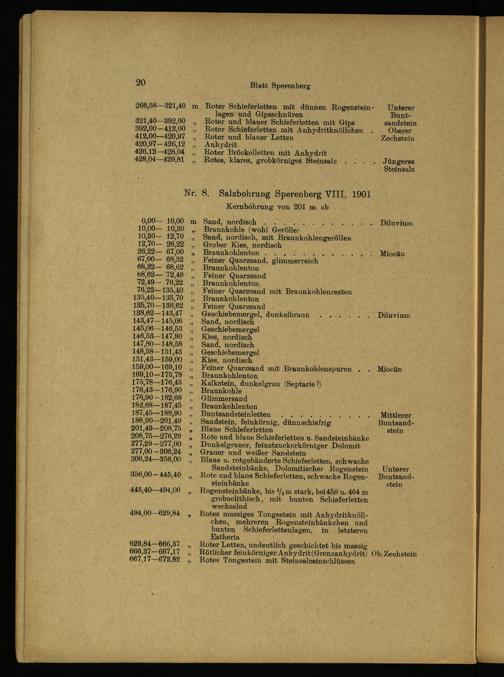 20
Blatt Sperenberg
266,58—321,40 m Roter Schieferletten mit dünnen Rogenstein- Unterer
lagen und Gipsschnüren Bunt-
321,40—392,00 „ Roter und blauer Schieferletten mit Gips sandstein
392,00—412,00 „ Roter Schieferletten mit Anhydritknöllchen . Oberer
412,00—420,97 „ Roter und blauer Letten Zechstein
420,97—426,12 „ Anhydrit
426,12—428,04 „ Roter Bröckelletten mit Anhydrit
428,04—429,81 „ Rotes, klares, grobkörniges Steinsalz . . . . Jüngeres
Steinsalz
Nr. 8. Salzbohrung Sperenberg VIII, 1901
Kernbohrung von 201 m ab
0,00— 10,00 m Sand, nordisch . . . . . . . . . . . . Diluvium
10,00— 10,30 „ Braunkohle (wohl Gerölle)
10,30— 12,70 „ Sand, nordisch, mit Braunkohlengeröllen
12,70— 26,22 „ Grober Kies, nordisch
26,22— 67,00 „ Braunkohlenton . . . . . . . . . . . . Miocän
67,00— 68,32 „ Feiner Quarzsand, glimmerreich
68,32— 68,62 „ Braunkohlenton
68,62— 72,49 „ Feiner Quarzsand
72,49— 76,22 „ Braunkohlenton
76,22—135,40 „ Feiner Quarzsand mit Braunkohlenresten
135,40—135,70 „ Braunkohlenton
135,70—138,62 „ Feiner Quarzsand
138,62—143,47 „ Geschiebemergel, dunkelbraun . . . . . . Diluvium
143,47—145,06 „ Sand, nordisch
145,06—146,53 „ Geschiebemergel
146,53—147,80 „ Kies, nordisch
147,80—148,58 „ Sand, nordisch
148,58—151,43 „ Geschiebemergel
151,43—159,00 „ Kies, nordisch
159,00—169,10 „ Feiner Quarzsand mit Braunkohlenspuren . . Miocän
169,10—175,78 „ Braunkohlenton
175,78—176,43 „ Kalkstein, dunkelgrau (Septarie?)
176,43—176,90 „ Braunkohle
176,90—182,68 „ Glimmersand
182,68—187,45 „ Braunkohlenton
187,45—188,90 „ Buntsandsteinletten . . . . . . . . . . Mittlerer
188,90—201,49 „ Sandstein, feinkörnig, dünnschiefrig Buntsand-
201,49—208,75 „ Blaue Schieferletten stein
208,75—276,29 „ Rote und blaue Schieferletten u. Sandsteinbänke
277,29—277,00 „ Dunkelgrauer, feinstzuckerkörniger Dolomit
277,00—306,24 „ Grauer und weißer Sandstein
306,24—356,00 „ Blaue u. rotgebänderte Schieferletten, schwache
Sandsteinbänke, Dolomitischer Rogenstein Unterer
356,00—445,40 „ Rote und blaue Schieferletten, schwache Rogen- Buntsand-
steinbänke stein
445,40—494,00 „ Rogensteinbänke, bis ¾ m stark, bei 458 u. 464 m
groboolithisch, mit bunten Schieferletten
wechselnd
494,00—629,84 „ Rotes massiges Tongestein mit Anhydritknöll-
chen, mehreren Rogensteinbänkchen und
bunten Schieferlettenlagen, in letzteren
Estheria
629,84—666,37 „ Roter Letten, undeutlich geschichtet bis massig
666,37—667,17 „ Rötlicher feinkörniger Anhydrit (Grenzanhydrit) Ob. Zechstein
667,17—672,82 „ Rotes Tongestein mit Steinsalzeinschlüssen